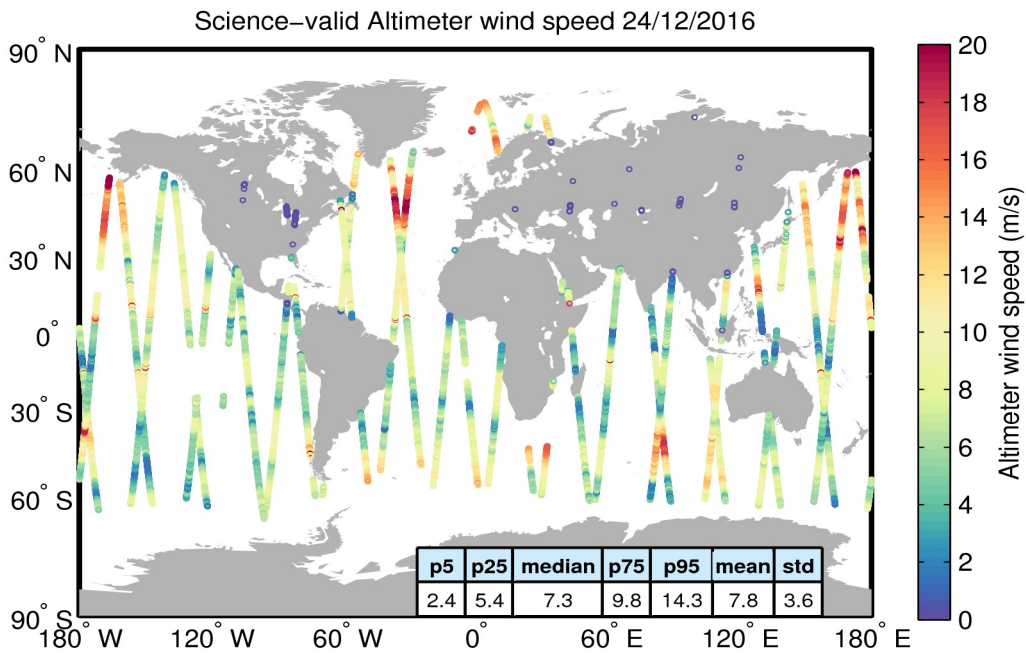 Science−valid Altimeter wind speed 24/12/2016
90° N
60° N
30° N
0°
30° S
60° S
90° S
180° W
120° W
60° W
0°
60° E
120° E
180° E
p5 p25 median p75 p95 mean std
2.4 5.4 7.3 9.8 14.3 7.8 3.6
20
18
16
14
12
10
8
6
4
2
0
Altimeter wind speed (m/s)